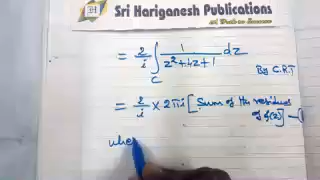 Sri Hariganesh Publications
= 2/i ∫_C 1/(z²+4z+1) dz
By C.R.T
= 2/i × 2πi [Sum of the residues
of f(z)] — (
whe